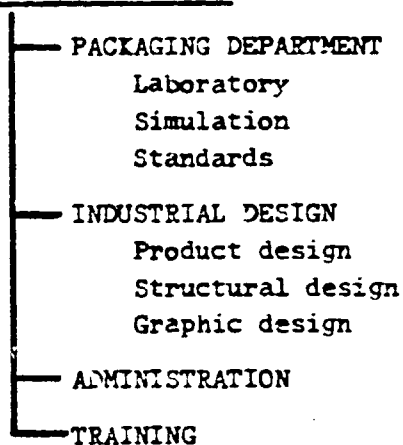 PACKAGING DEPARTMENT
Laboratory
Simulation
Standards
INDUSTRIAL DESIGN
Product design
Structural design
Graphic design
ADMINISTRATION
TRAINING